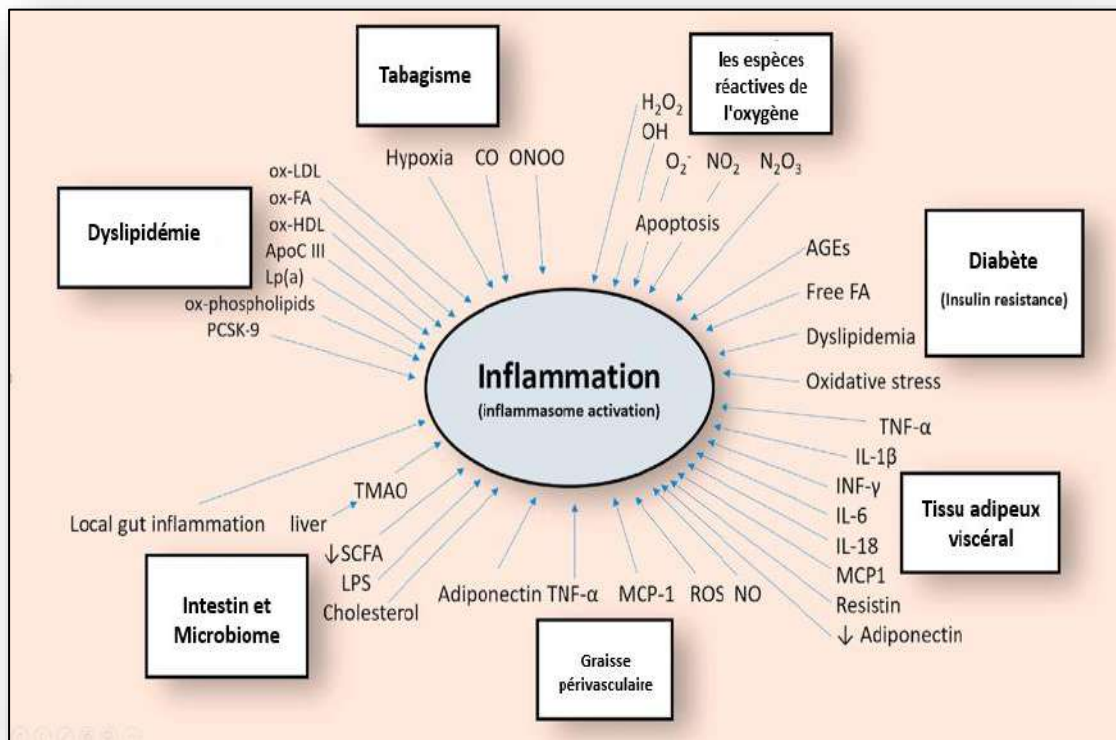 Tabagisme
Hypoxia CO ONOO
les espèces
réactives de
l'oxygène
H₂O₂
OH
O₂⁻ NO₂ N₂O₃
Apoptosis
Dyslipidémie
ox-LDL
ox-FA
ox-HDL
ApoC III
Lp(a)
ox-phospholipids
PCSK-9
Diabète
(Insulin resistance)
AGEs
Free FA
Dyslipidemia
Oxidative stress
Inflammation
(inflammasome activation)
TNF-α
IL-1β
INF-γ
IL-6
IL-18
MCP1
Resistin
↓ Adiponectin
Tissu adipeux
viscéral
Local gut inflammation liver
TMAO
↓SCFA
LPS
Cholesterol
Intestin et
Microbiome
Adiponectin TNF-α MCP-1 ROS NO
Graisse
périvasculaire